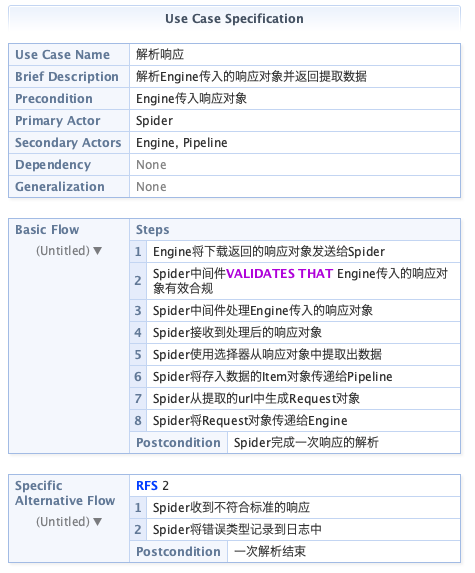 Use Case Specification
Use Case Name 解析响应
Brief Description 解析Engine传入的响应对象并返回提取数据
Precondition Engine传入响应对象
Primary Actor Spider
Secondary Actors Engine, Pipeline
Dependency None
Generalization None
Basic Flow Steps
(Untitled) ▼
1 Engine将下载返回的响应对象发送给Spider
2 Spider中间件VALIDATES THAT Engine传入的响应对
象有效合规
3 Spider中间件处理Engine传入的响应对象
4 Spider接收到处理后的响应对象
5 Spider使用选择器从响应对象中提取出数据
6 Spider将存入数据的Item对象传递给Pipeline
7 Spider从提取的url中生成Request对象
8 Spider将Request对象传递给Engine
Postcondition Spider完成一次响应的解析
Specific
Alternative Flow
(Untitled) ▼
RFS 2
1 Spider收到不符合标准的响应
2 Spider将错误类型记录到日志中
Postcondition 一次解析结束